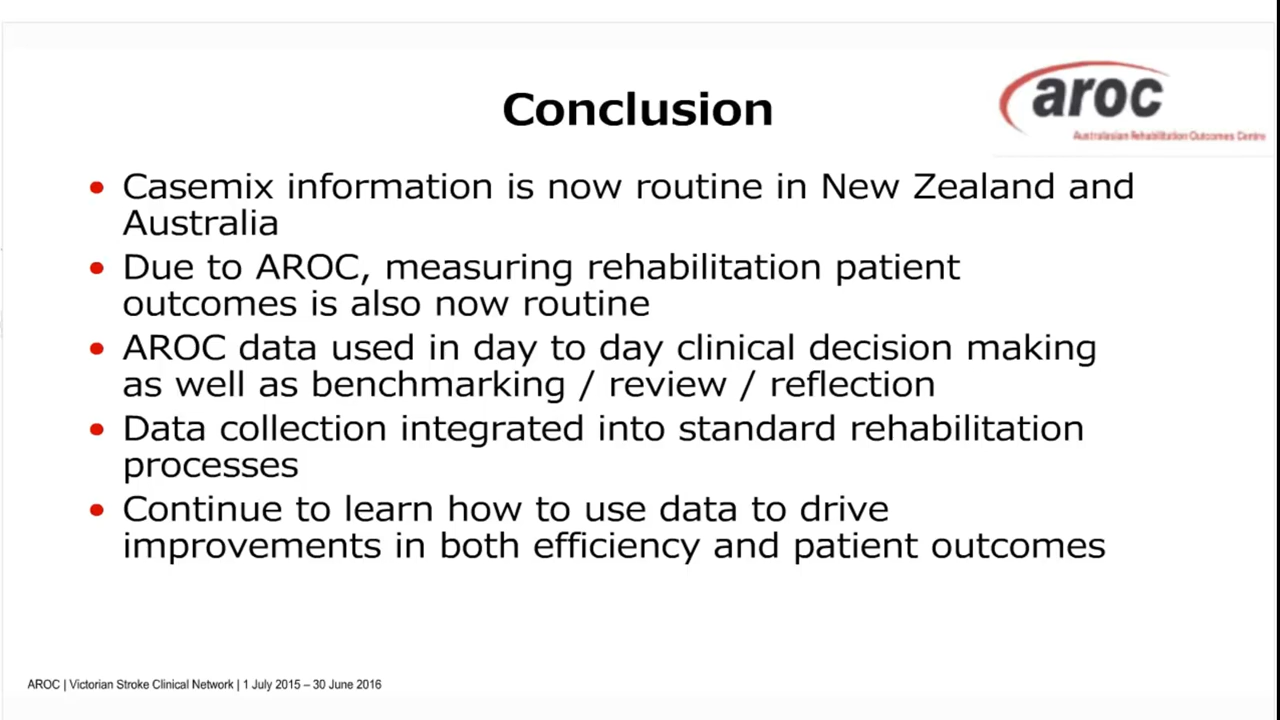 Conclusion
aroc
Australasian Rehabilitation Outcomes Centre
• Casemix information is now routine in New Zealand and
Australia
• Due to AROC, measuring rehabilitation patient
outcomes is also now routine
• AROC data used in day to day clinical decision making
as well as benchmarking / review / reflection
• Data collection integrated into standard rehabilitation
processes
• Continue to learn how to use data to drive
improvements in both efficiency and patient outcomes
AROC | Victorian Stroke Clinical Network | 1 July 2015 – 30 June 2016